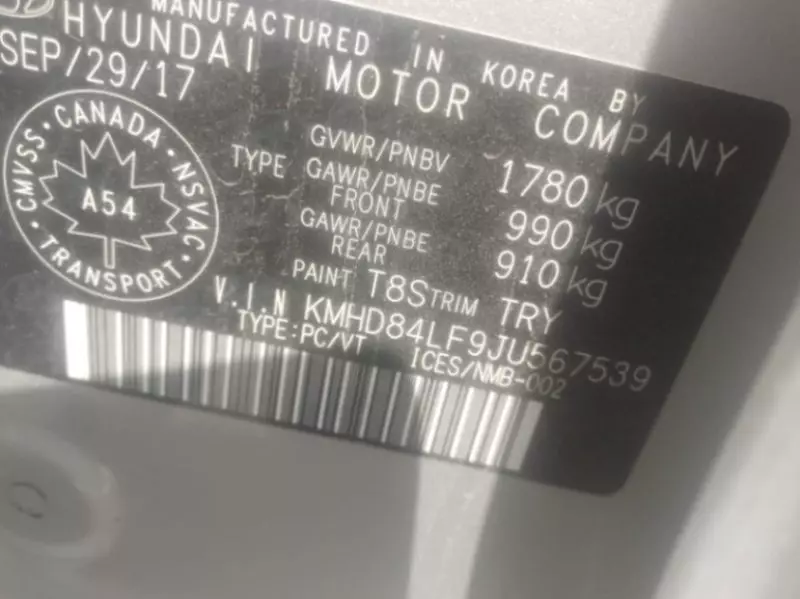 MANUFACTURED IN KOREA BY
HYUNDAI MOTOR COMPANY
SEP/29/17
CMVSS · CANADA · NSVAC · TRANSPORT ·
A54
TYPE
GVWR/PNBV 1780 kg
GAWR/PNBE FRONT 990 kg
GAWR/PNBE REAR 910 kg
PAINT T8S TRIM TRY
V.I.N KMHD84LF9JU567539
TYPE:PC/VT ICES/NMB-002